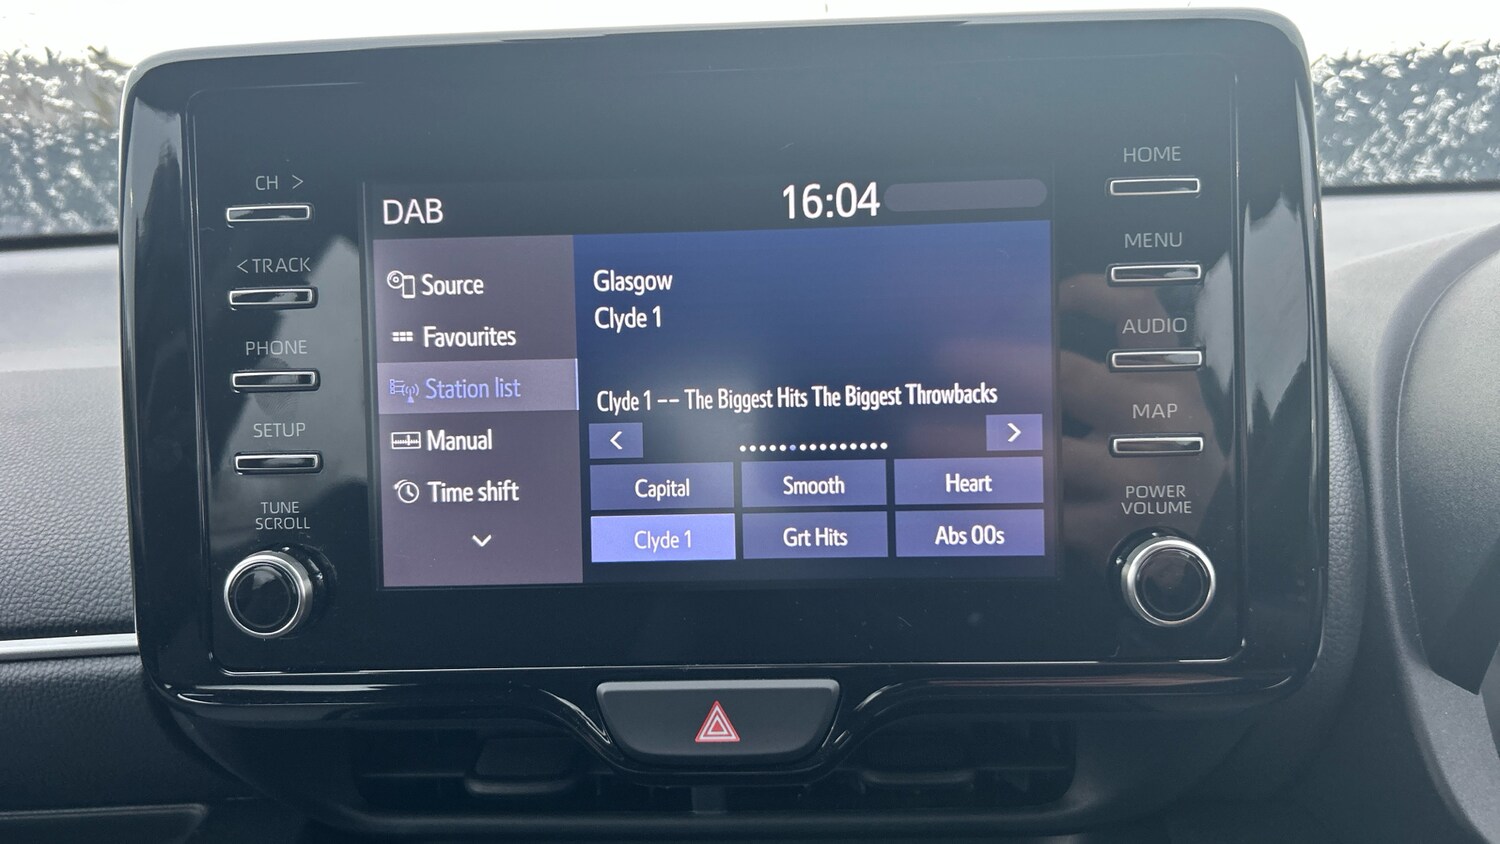 CH >
< TRACK
PHONE
SETUP
TUNE
SCROLL
DAB
16:04
Source
Favourites
Station list
Manual
Time shift
Glasgow
Clyde 1
Clyde 1 -- The Biggest Hits The Biggest Throwbacks
< >
Capital Smooth Heart
Clyde 1 Grt Hits Abs 00s
HOME
MENU
AUDIO
MAP
POWER
VOLUME